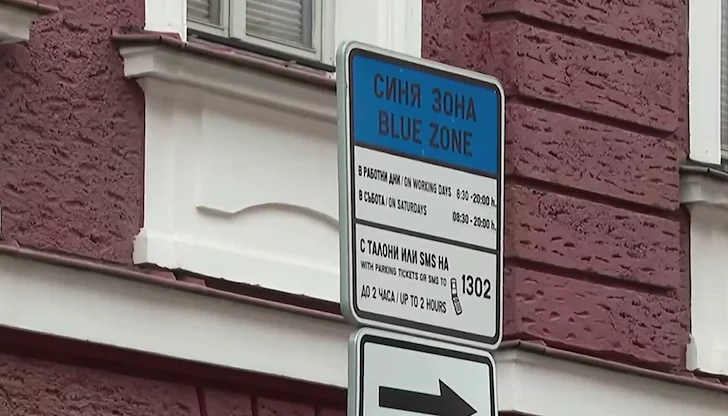 СИНЯ ЗОНА
BLUE ZONE
В РАБОТНИ ДНИ / ON WORKING DAYS 8:30 -20:00 h.
В СЪБОТА / ON SATURDAYS 08:30 -20:00 h.
С ТАЛОНИ ИЛИ SMS НА
WITH PARKING TICKETS OR SMS TO 1302
ДО 2 ЧАСА / UP TO 2 HOURS